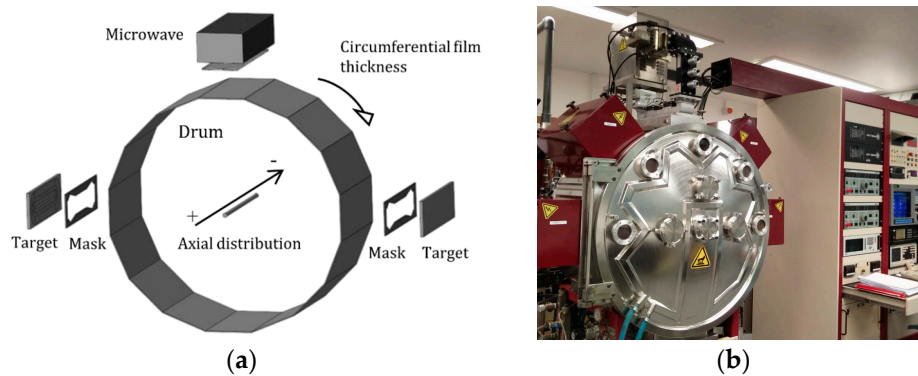 Microwave
Circumferential film
thickness
Drum
-
+
Axial distribution
Target
Mask
Mask
Target
(a)
(b)